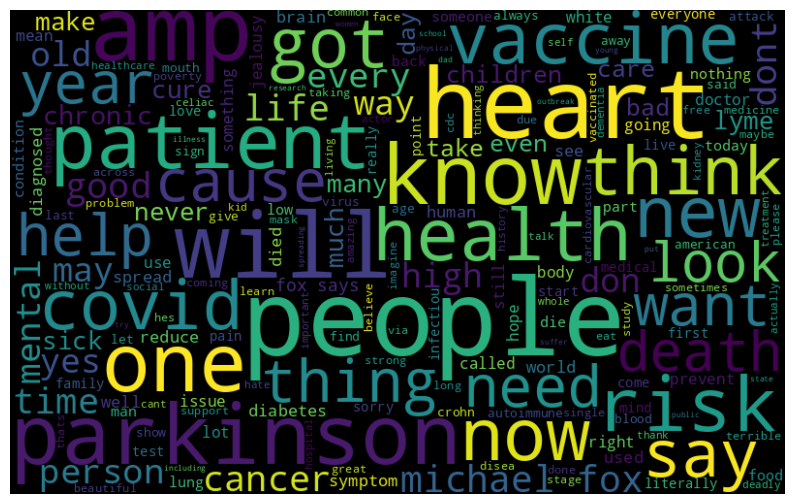 make
brain
common
face
someone
always
white
everyone
attack
school
women
amp
got
vaccine
dont
mean
healthcare
mouth
jealousy
day
self
away
physical
young
old
poverty
every
back
children
care
nothing
year
cure
something
research
dad
said
celiac
taking
life
way
actor
point
cdc
outbreak
due
thinking
vaccinated
dementia
bad
doctor
going
free
medicine
chronic
love
heart
lyme
maybe
condition
diagnosed
illness
thought
sign
living
really
take
even
see
live
today
kidney
patient
across
many
know
think
good
cause
problem
kid
never
last
give
virus
low
much
age
human
part
new
treatment
please
cardiovascular
help
will
mask
died
amazing
spreading
health
history
talk
american
put
look
may
use
imagine
high
don
still
body
medical
sometimes
actually
without
spread
coming
fox
says
start
whole
study
mental
covid
social
hes
learn
important
believe
infectiou
hope
die
want
people
sick
let
reduce
pain
find
via
eat
first
death
yes
try
strong
called
world
suffer
one
thing
need
come
prevent
state
time
family
issue
hate
long
risk
man
well
cant
support
diabetes
sorry
crohn
autoimmune
single
mind
blood
public
thats
lot
right
thank
terrible
parkinson
now
say
show
test
hospital
disea
done
used
person
lung
including
great
cancer
symptom
michael
fox
stage
literally
food
deadly
beautiful